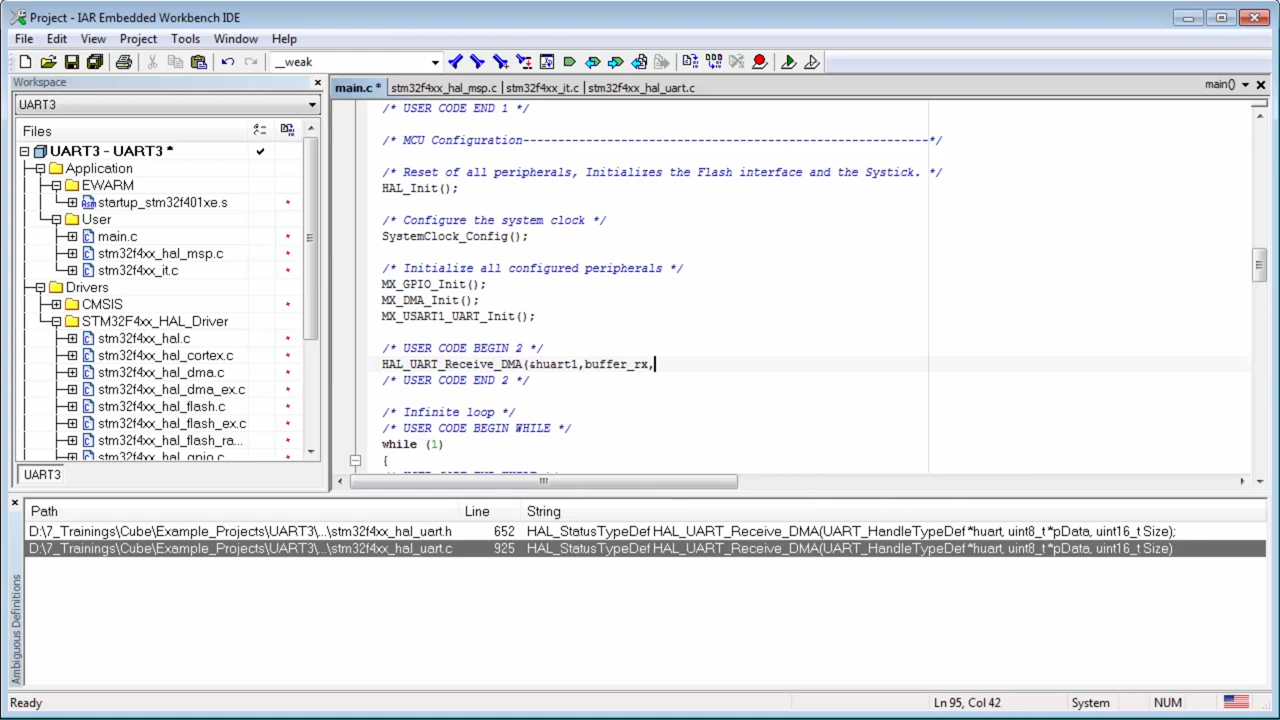 Project - IAR Embedded Workbench IDE
File Edit View Project Tools Window Help
__weak
Workspace
main.c * stm32f4xx_hal_msp.c stm32f4xx_it.c stm32f4xx_hal_uart.c main()
UART3
Files
UART3 - UART3 *
Application
EWARM
startup_stm32f401xe.s
User
main.c
stm32f4xx_hal_msp.c
stm32f4xx_it.c
Drivers
CMSIS
STM32F4xx_HAL_Driver
stm32f4xx_hal.c
stm32f4xx_hal_cortex.c
stm32f4xx_hal_dma.c
stm32f4xx_hal_dma_ex.c
stm32f4xx_hal_flash.c
stm32f4xx_hal_flash_ex.c
stm32f4xx_hal_flash_ra...
stm32f4xx_hal_gpio.c
UART3
/* USER CODE END 1 */
/* MCU Configuration----------------------------------------------------------*/
/* Reset of all peripherals, Initializes the Flash interface and the Systick. */
HAL_Init();
/* Configure the system clock */
SystemClock_Config();
/* Initialize all configured peripherals */
MX_GPIO_Init();
MX_DMA_Init();
MX_USART1_UART_Init();
/* USER CODE BEGIN 2 */
HAL_UART_Receive_DMA(&huart1,buffer_rx,
/* USER CODE END 2 */
/* Infinite loop */
/* USER CODE BEGIN WHILE */
while (1)
{
Path Line String
D:\7_Trainings\Cube\Example_Projects\UART3\...\stm32f4xx_hal_uart.h 652 HAL_StatusTypeDef HAL_UART_Receive_DMA(UART_HandleTypeDef *huart, uint8_t *pData, uint16_t Size);
D:\7_Trainings\Cube\Example_Projects\UART3\...\stm32f4xx_hal_uart.c 925 HAL_StatusTypeDef HAL_UART_Receive_DMA(UART_HandleTypeDef *huart, uint8_t *pData, uint16_t Size)
Ambiguous Definitions
Ready Ln 95, Col 42 System NUM